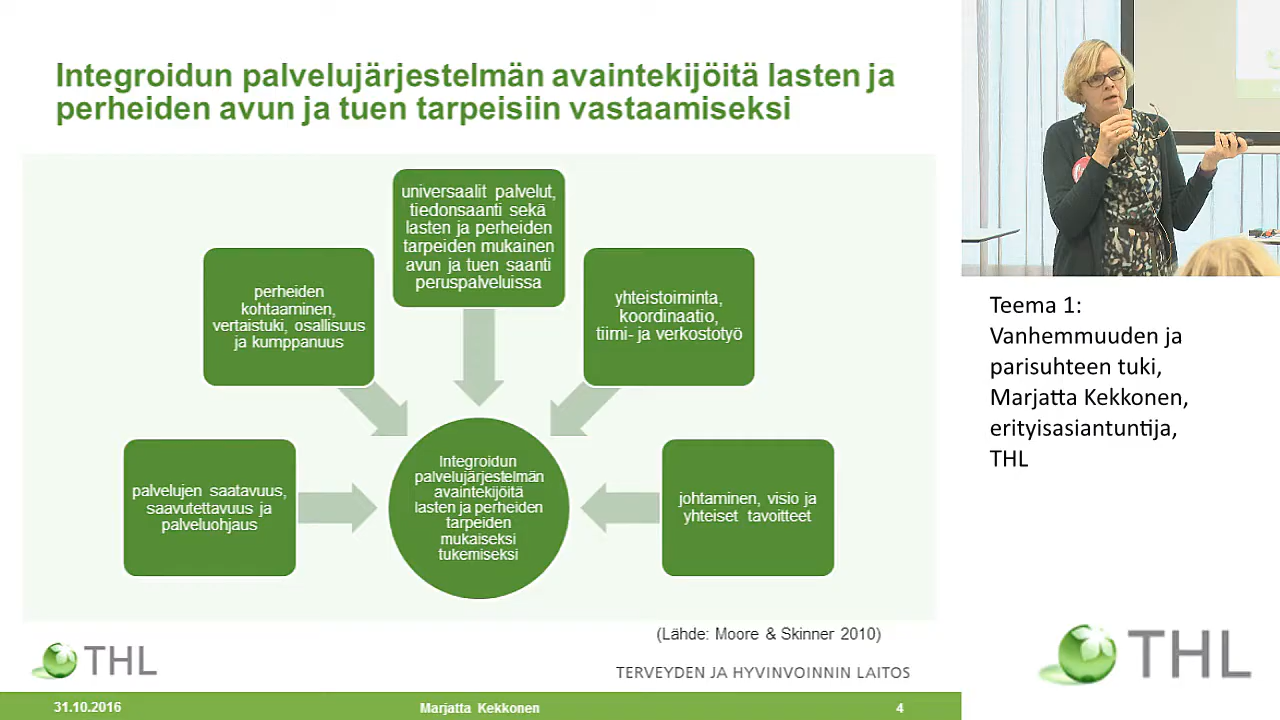 Integroidun palvelujärjestelmän avaintekijöitä lasten ja
perheiden avun ja tuen tarpeisiin vastaamiseksi
universaalit palvelut,
tiedonsaanti sekä
lasten ja perheiden
tarpeiden mukainen
avun ja tuen saanti
peruspalveluissa
perheiden
kohtaaminen,
vertaistuki, osallisuus
ja kumppanuus
yhteistoiminta,
koordinaatio,
tiimi- ja verkostotyö
palvelujen saatavuus,
saavutettavuus ja
palveluohjaus
Integroidun
palvelujärjestelmän
avaintekijöitä
lasten ja perheiden
tarpeiden
mukaiseksi
tukemiseksi
johtaminen, visio ja
yhteiset tavoitteet
(Lähde: Moore & Skinner 2010)
THL
TERVEYDEN JA HYVINVOINNIN LAITOS
31.10.2016
Marjatta Kekkonen
4
Teema 1:
Vanhemmuuden ja
parisuhteen tuki,
Marjatta Kekkonen,
erityisasiantuntija,
THL
THL